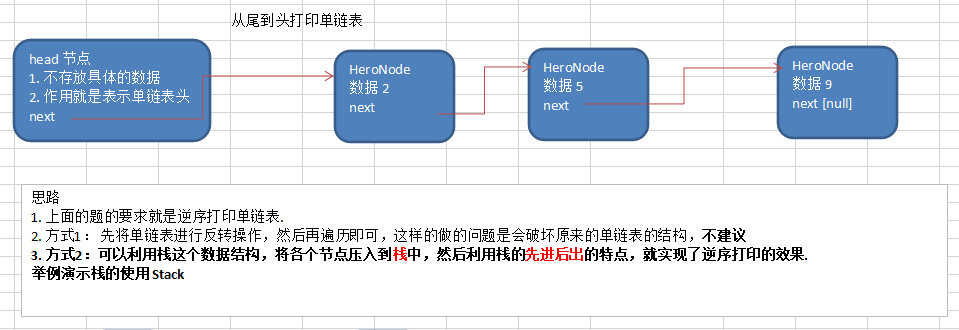 从尾到头打印单链表
head 节点
1. 不存放具体的数据
2. 作用就是表示单链表头
next
HeroNode
数据 2
next
HeroNode
数据 5
next
HeroNode
数据 9
next [null]
思路
1. 上面的题的要求就是逆序打印单链表.
2. 方式1： 先将单链表进行反转操作，然后再遍历即可，这样的做的问题是会破坏原来的单链表的结构，不建议
3. 方式2：可以利用栈这个数据结构，将各个节点压入到栈中，然后利用栈的先进后出的特点，就实现了逆序打印的效果.
举例演示栈的使用 Stack